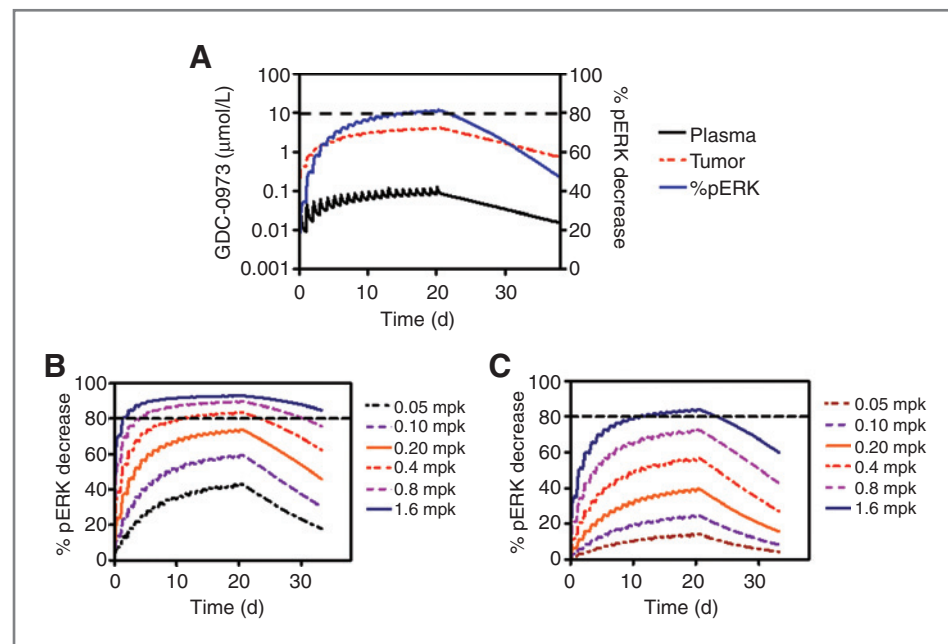 A
GDC-0973 (μmol/L)
100
10
1
0.1
0.01
0.001
100
80
60
40
20
0
% pERK decrease
0
10
20
30
Time (d)
Plasma
Tumor
%pERK
B
% pERK decrease
100
80
60
40
20
0
0
10
20
30
Time (d)
0.05 mpk
0.10 mpk
0.20 mpk
0.4 mpk
0.8 mpk
1.6 mpk
C
% pERK decrease
100
80
60
40
20
0
0
10
20
30
Time (d)
0.05 mpk
0.10 mpk
0.20 mpk
0.4 mpk
0.8 mpk
1.6 mpk